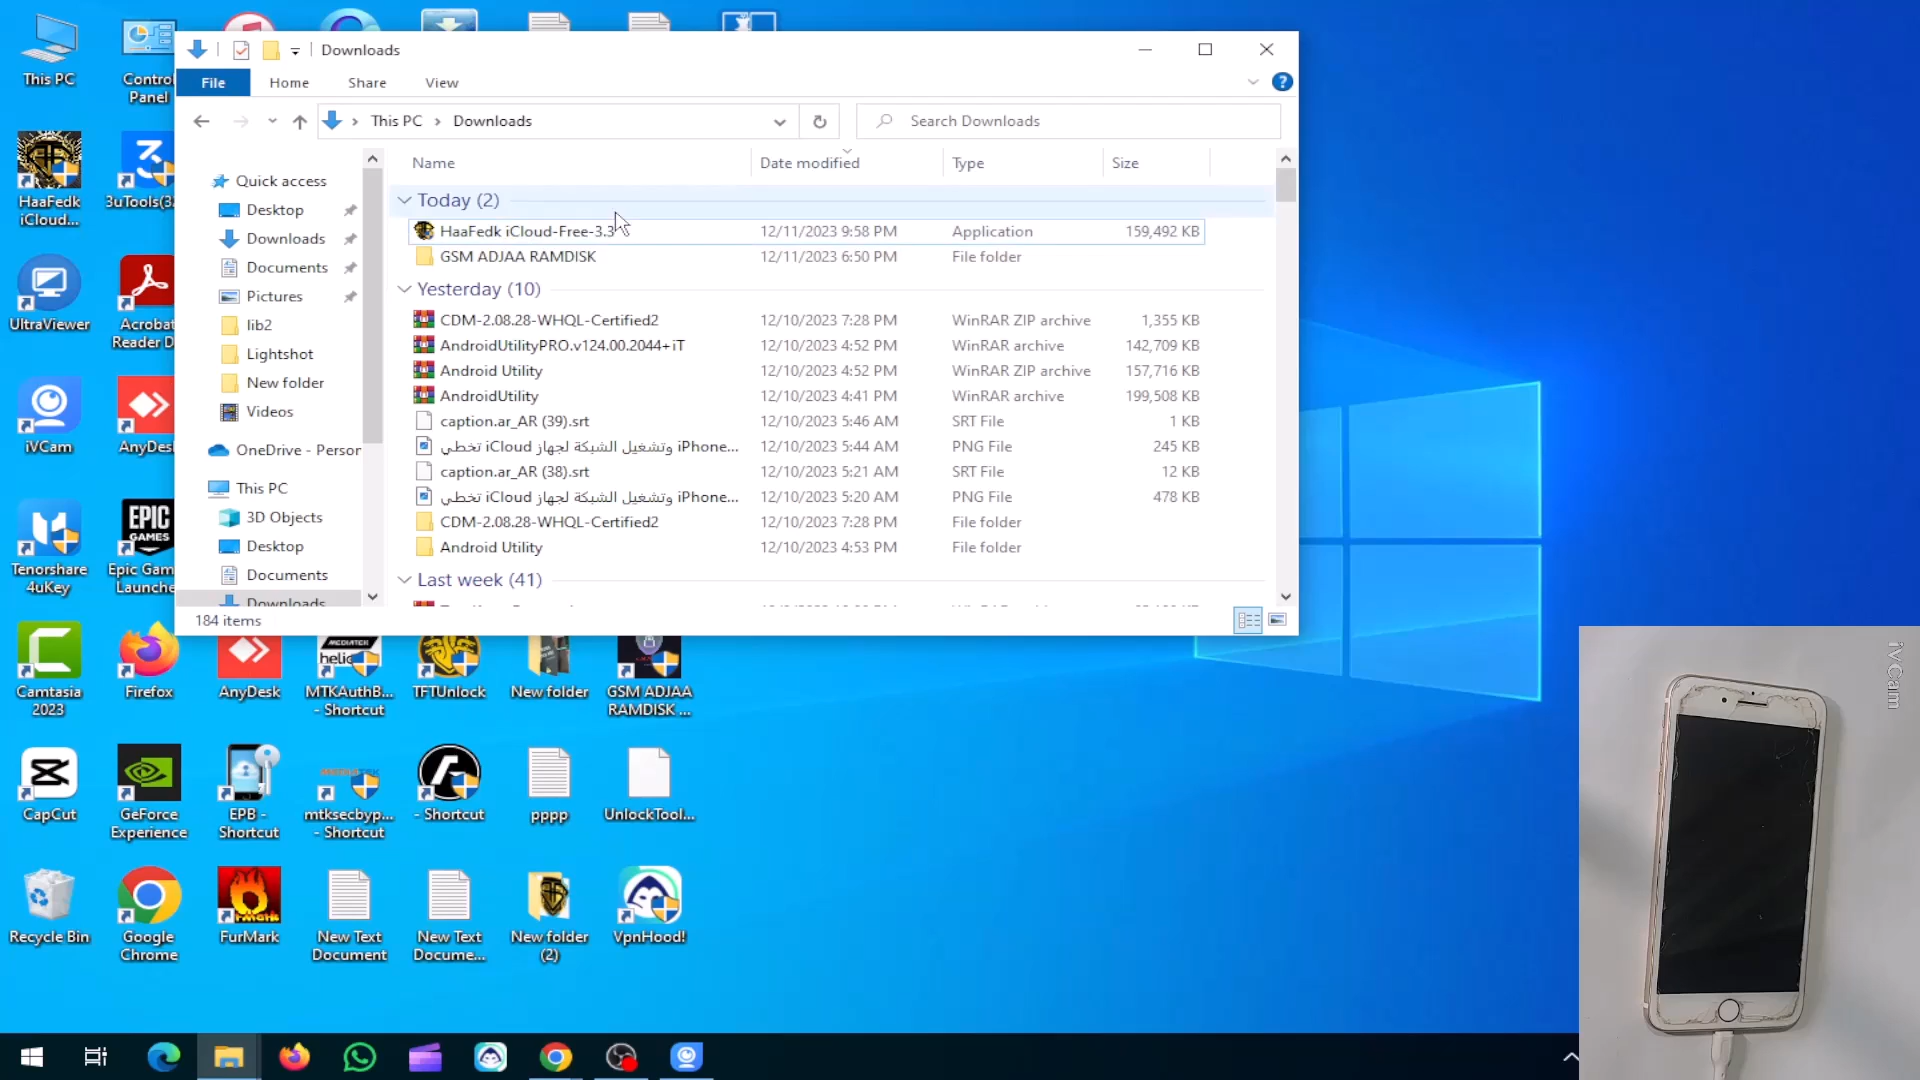 Downloads
File
Home
Share
View
This PC
Downloads
Search Downloads
Name
Date modified
Type
Size
Quick access
Desktop
Downloads
Documents
Pictures
lib2
Lightshot
New folder
Videos
OneDrive - Person
This PC
3D Objects
Desktop
Documents
Downloads
Today (2)
HaaFedk iCloud-Free-3.3 12/11/2023 9:58 PM Application 159,492 KB
GSM ADJAA RAMDISK 12/11/2023 6:50 PM File folder
Yesterday (10)
CDM-2.08.28-WHQL-Certified2 12/10/2023 7:28 PM WinRAR ZIP archive 1,355 KB
AndroidUtilityPRO.v124.00.2044+iT 12/10/2023 4:52 PM WinRAR archive 142,709 KB
Android Utility 12/10/2023 4:52 PM WinRAR ZIP archive 157,716 KB
AndroidUtility 12/10/2023 4:41 PM WinRAR archive 199,508 KB
caption.ar_AR (39).srt 12/10/2023 5:46 AM SRT File 1 KB
تخطي iCloud وتشغيل الشبكة لجهاز iPhone... 12/10/2023 5:44 AM PNG File 245 KB
caption.ar_AR (38).srt 12/10/2023 5:21 AM SRT File 12 KB
تخطي iCloud وتشغيل الشبكة لجهاز iPhone... 12/10/2023 5:20 AM PNG File 478 KB
CDM-2.08.28-WHQL-Certified2 12/10/2023 7:28 PM File folder
Android Utility 12/10/2023 4:53 PM File folder
Last week (41)
184 items
This PC
Control
Panel
HaaFedk
iCloud...
3uTools(3.
UltraViewer
Acrobat
Reader D
iVCam
AnyDesk
Tenorshare
4uKey
EPIC
GAMES
Epic Gam
Launche
Camtasia
2023
Firefox
AnyDesk
MEDIATEK
helio
MTKAuthB...
- Shortcut
TFTUnlock
New folder
GSM ADJAA
RAMDISK ...
CapCut
GeForce
Experience
EPB -
Shortcut
mtksecbyp...
- Shortcut
- Shortcut
pppp
UnlockTool...
Recycle Bin
Google
Chrome
FurMark
New Text
Document
New Text
Docume...
New folder
(2)
VpnHood!
iVCam